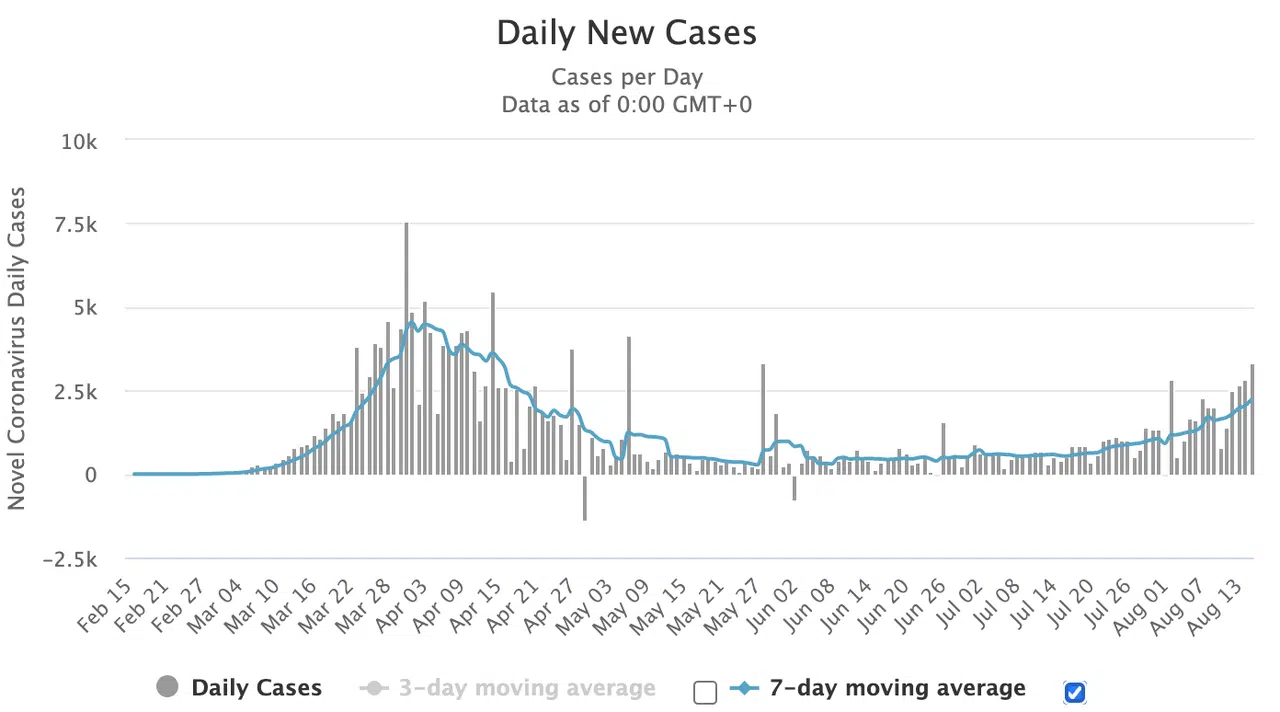 Daily New Cases
Cases per Day
Data as of 0:00 GMT+0
Novel Coronavirus Daily Cases
10k
7.5k
5k
2.5k
0
−2.5k
Feb 15
Feb 21
Feb 27
Mar 04
Mar 10
Mar 16
Mar 22
Mar 28
Apr 03
Apr 09
Apr 15
Apr 21
Apr 27
May 03
May 09
May 15
May 21
May 27
Jun 02
Jun 08
Jun 14
Jun 20
Jun 26
Jul 02
Jul 08
Jul 14
Jul 20
Jul 26
Aug 01
Aug 07
Aug 13
Daily Cases
3-day moving average
7-day moving average